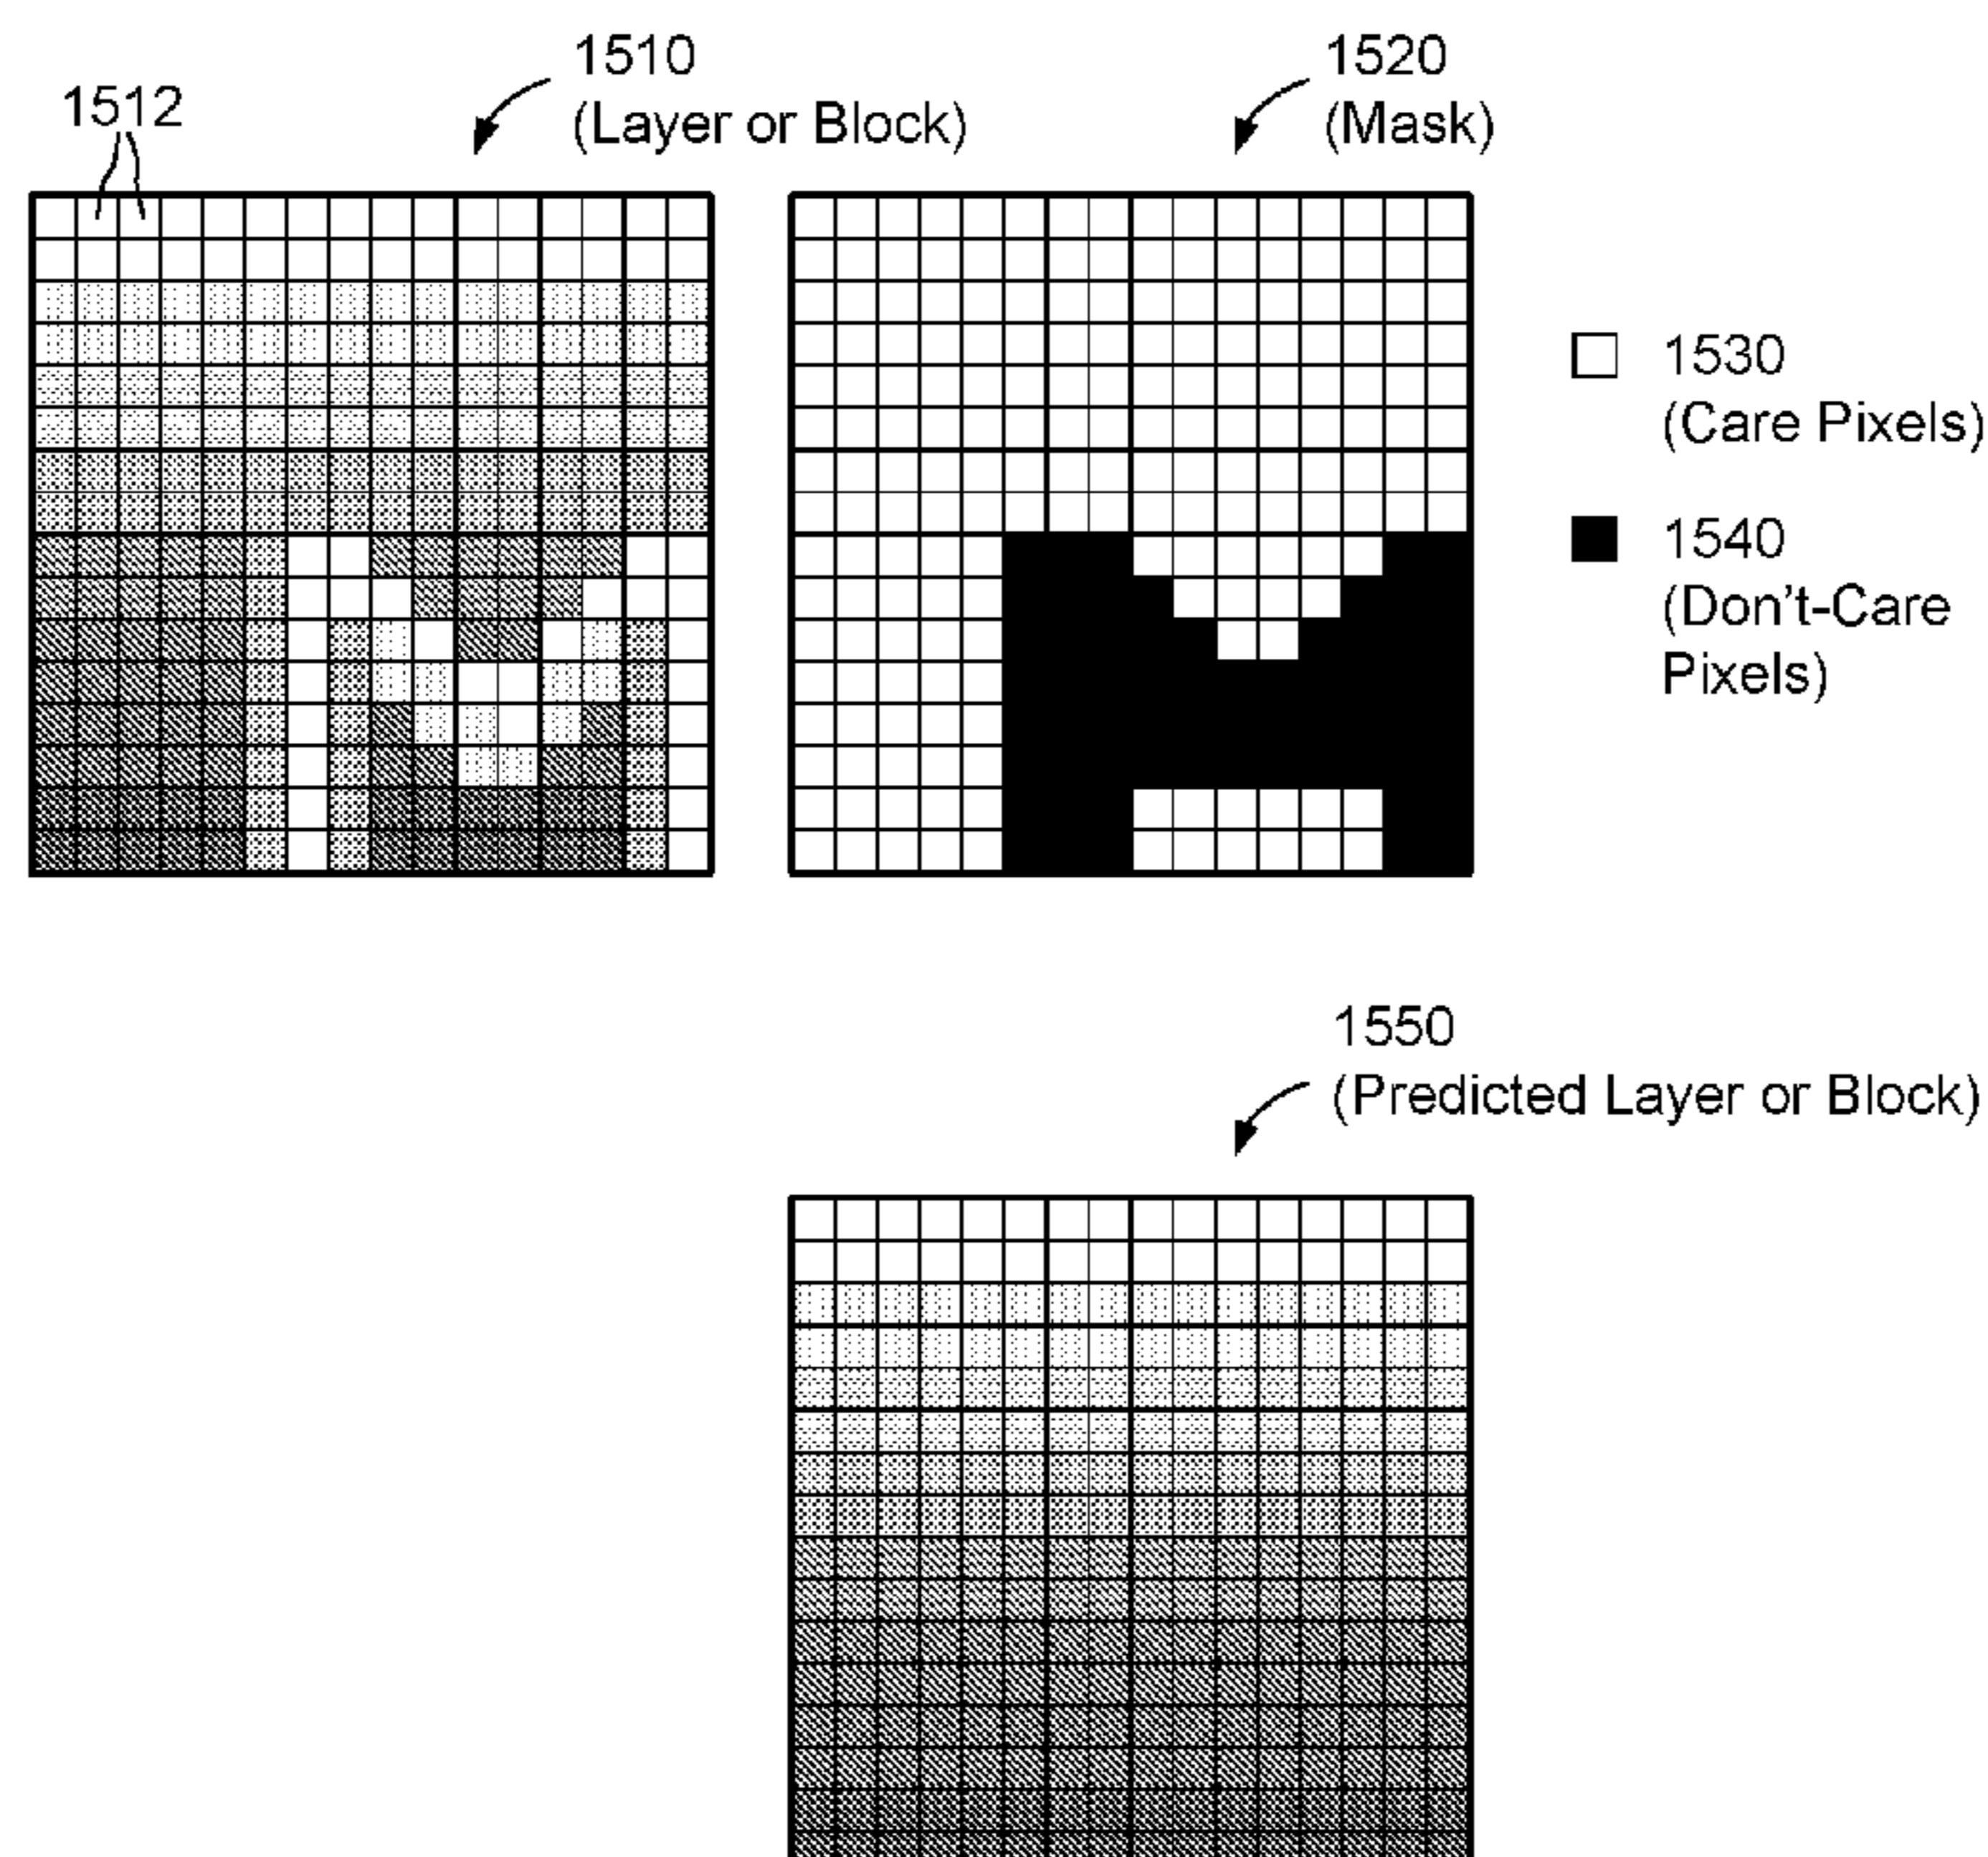 1510
(Layer or Block)
1520
(Mask)
1512
1530
(Care Pixels)
1540
(Don't-Care
Pixels)
1550
(Predicted Layer or Block)